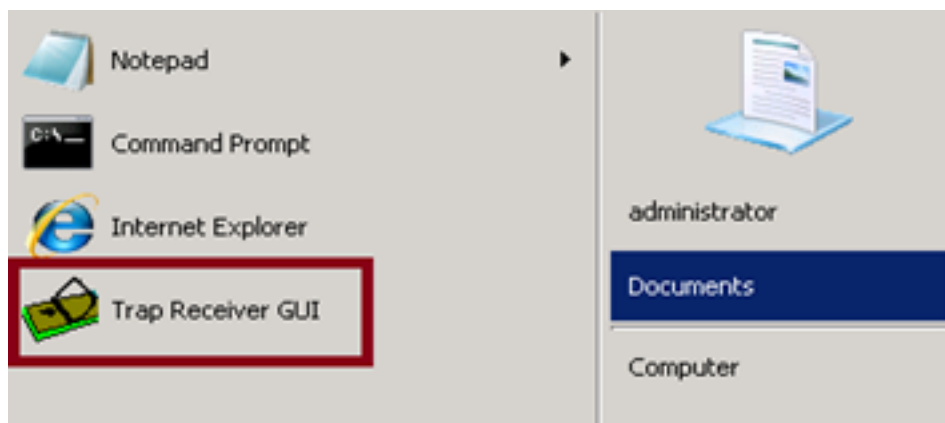 Notepad
C:\_
Command Prompt
Internet Explorer
Trap Receiver GUI
administrator
Documents
Computer